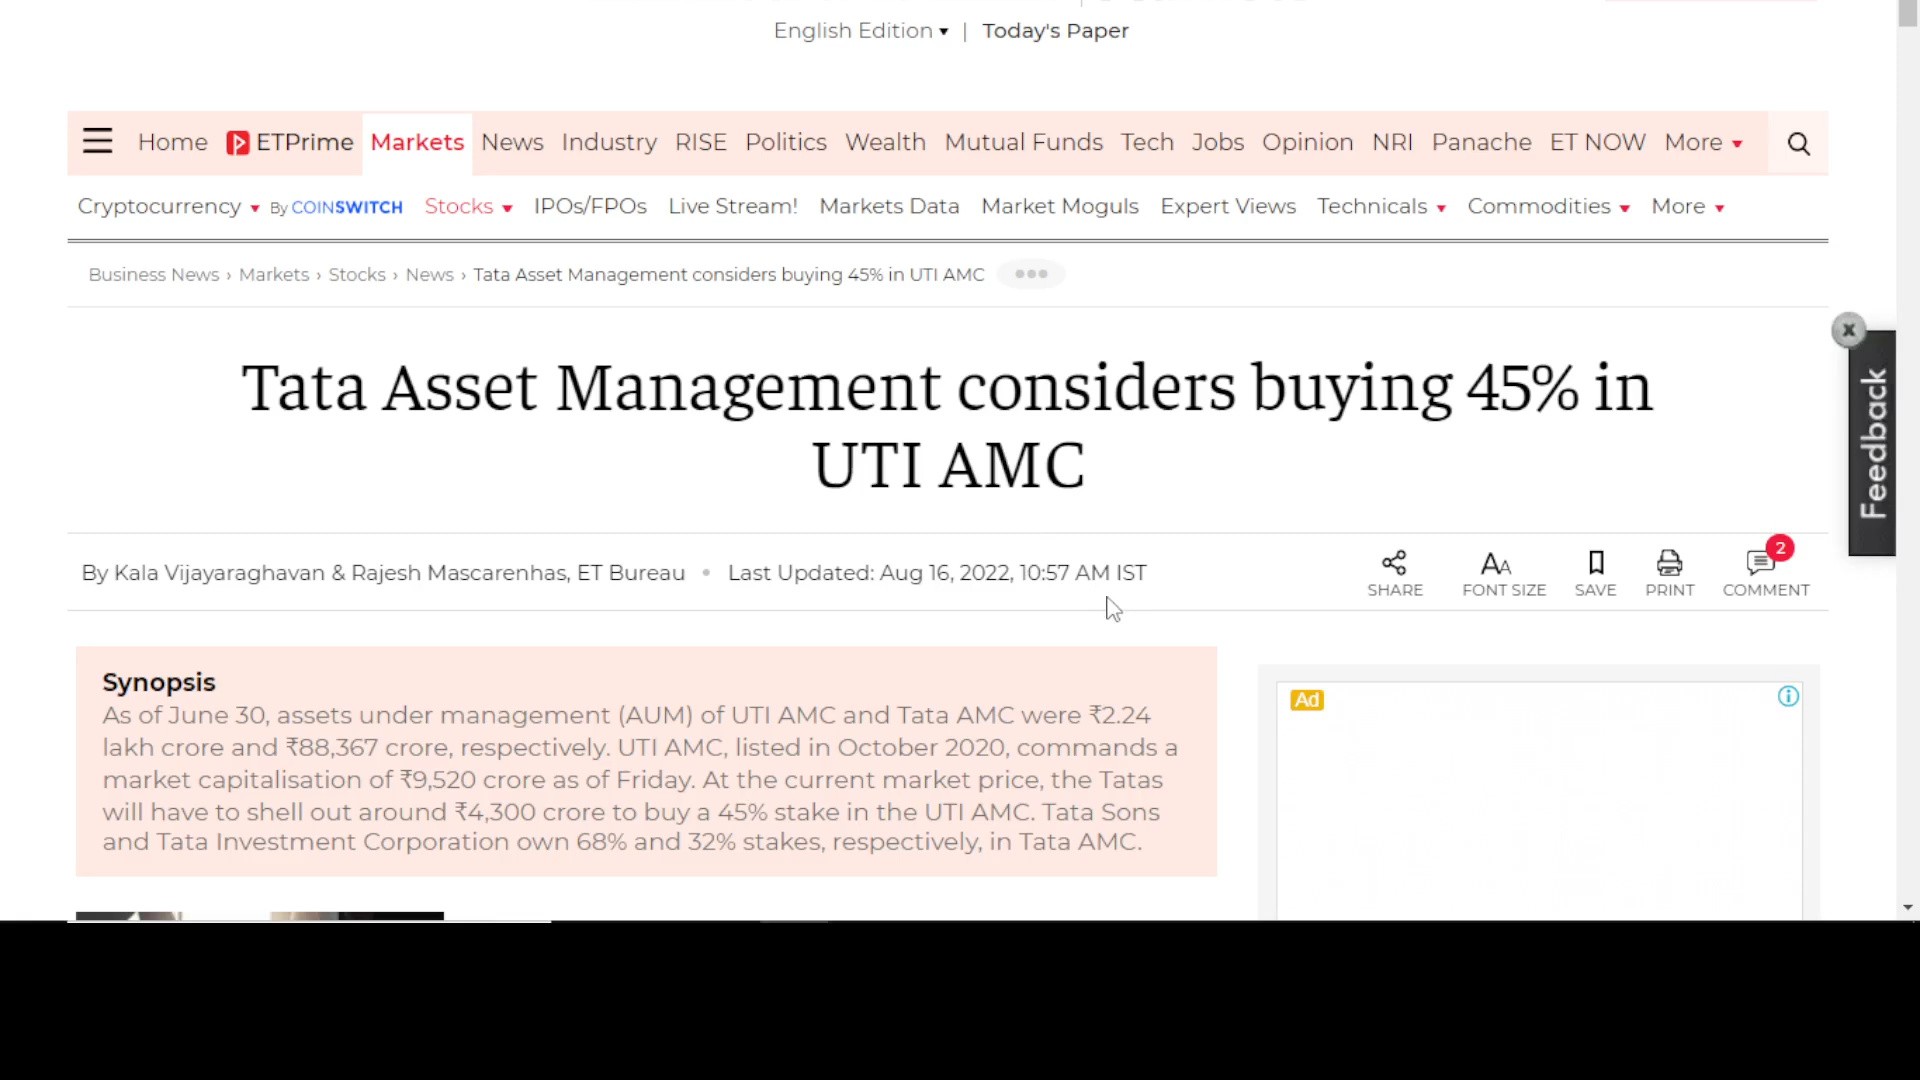 English Edition ▾ | Today's Paper
Home ETPrime Markets News Industry RISE Politics Wealth Mutual Funds Tech Jobs Opinion NRI Panache ET NOW More
Cryptocurrency By COINSWITCH Stocks IPOs/FPOs Live Stream! Markets Data Market Moguls Expert Views Technicals Commodities More
Business News › Markets › Stocks › News › Tata Asset Management considers buying 45% in UTI AMC
x
Feedback
Tata Asset Management considers buying 45% in
UTI AMC
By Kala Vijayaraghavan & Rajesh Mascarenhas, ET Bureau • Last Updated: Aug 16, 2022, 10:57 AM IST
SHARE AA FONT SIZE SAVE PRINT 2 COMMENT
Synopsis
As of June 30, assets under management (AUM) of UTI AMC and Tata AMC were ₹2.24
lakh crore and ₹88,367 crore, respectively. UTI AMC, listed in October 2020, commands a
market capitalisation of ₹9,520 crore as of Friday. At the current market price, the Tatas
will have to shell out around ₹4,300 crore to buy a 45% stake in the UTI AMC. Tata Sons
and Tata Investment Corporation own 68% and 32% stakes, respectively, in Tata AMC.
Ad